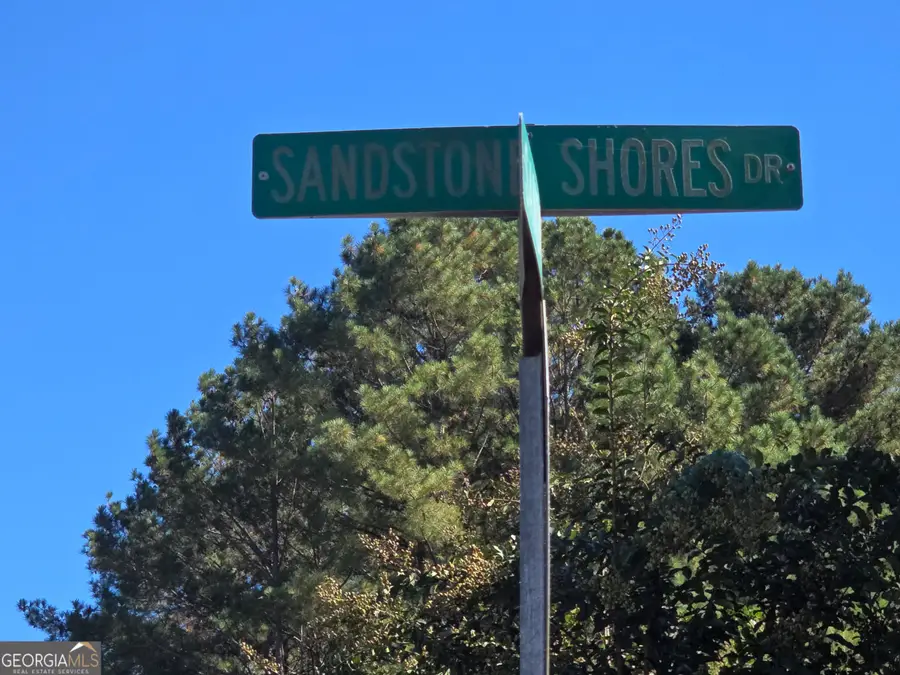 SANDSTONE SHORES DR
GEORGIAMLS
REAL ESTATE SERVICES